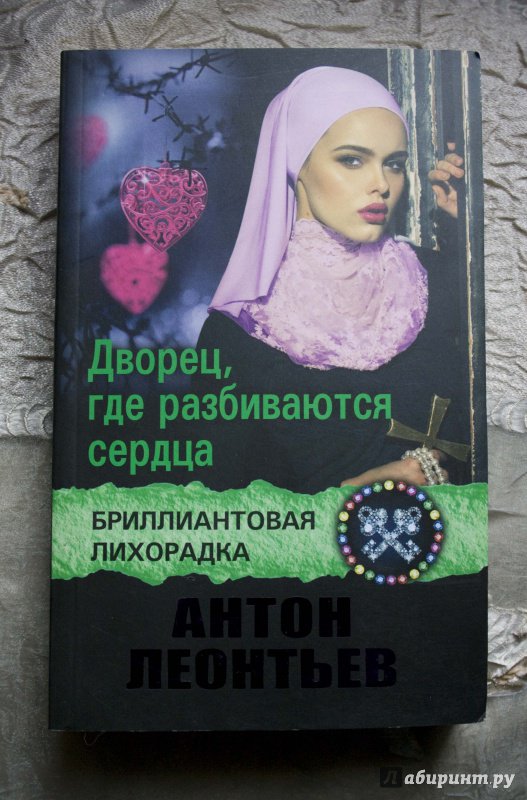 Дворец,
где разбиваются
сердца
БРИЛЛИАНТОВАЯ
ЛИХОРАДКА
АНТОН
ЛЕОНТЬЕВ
Лабиринт.ру